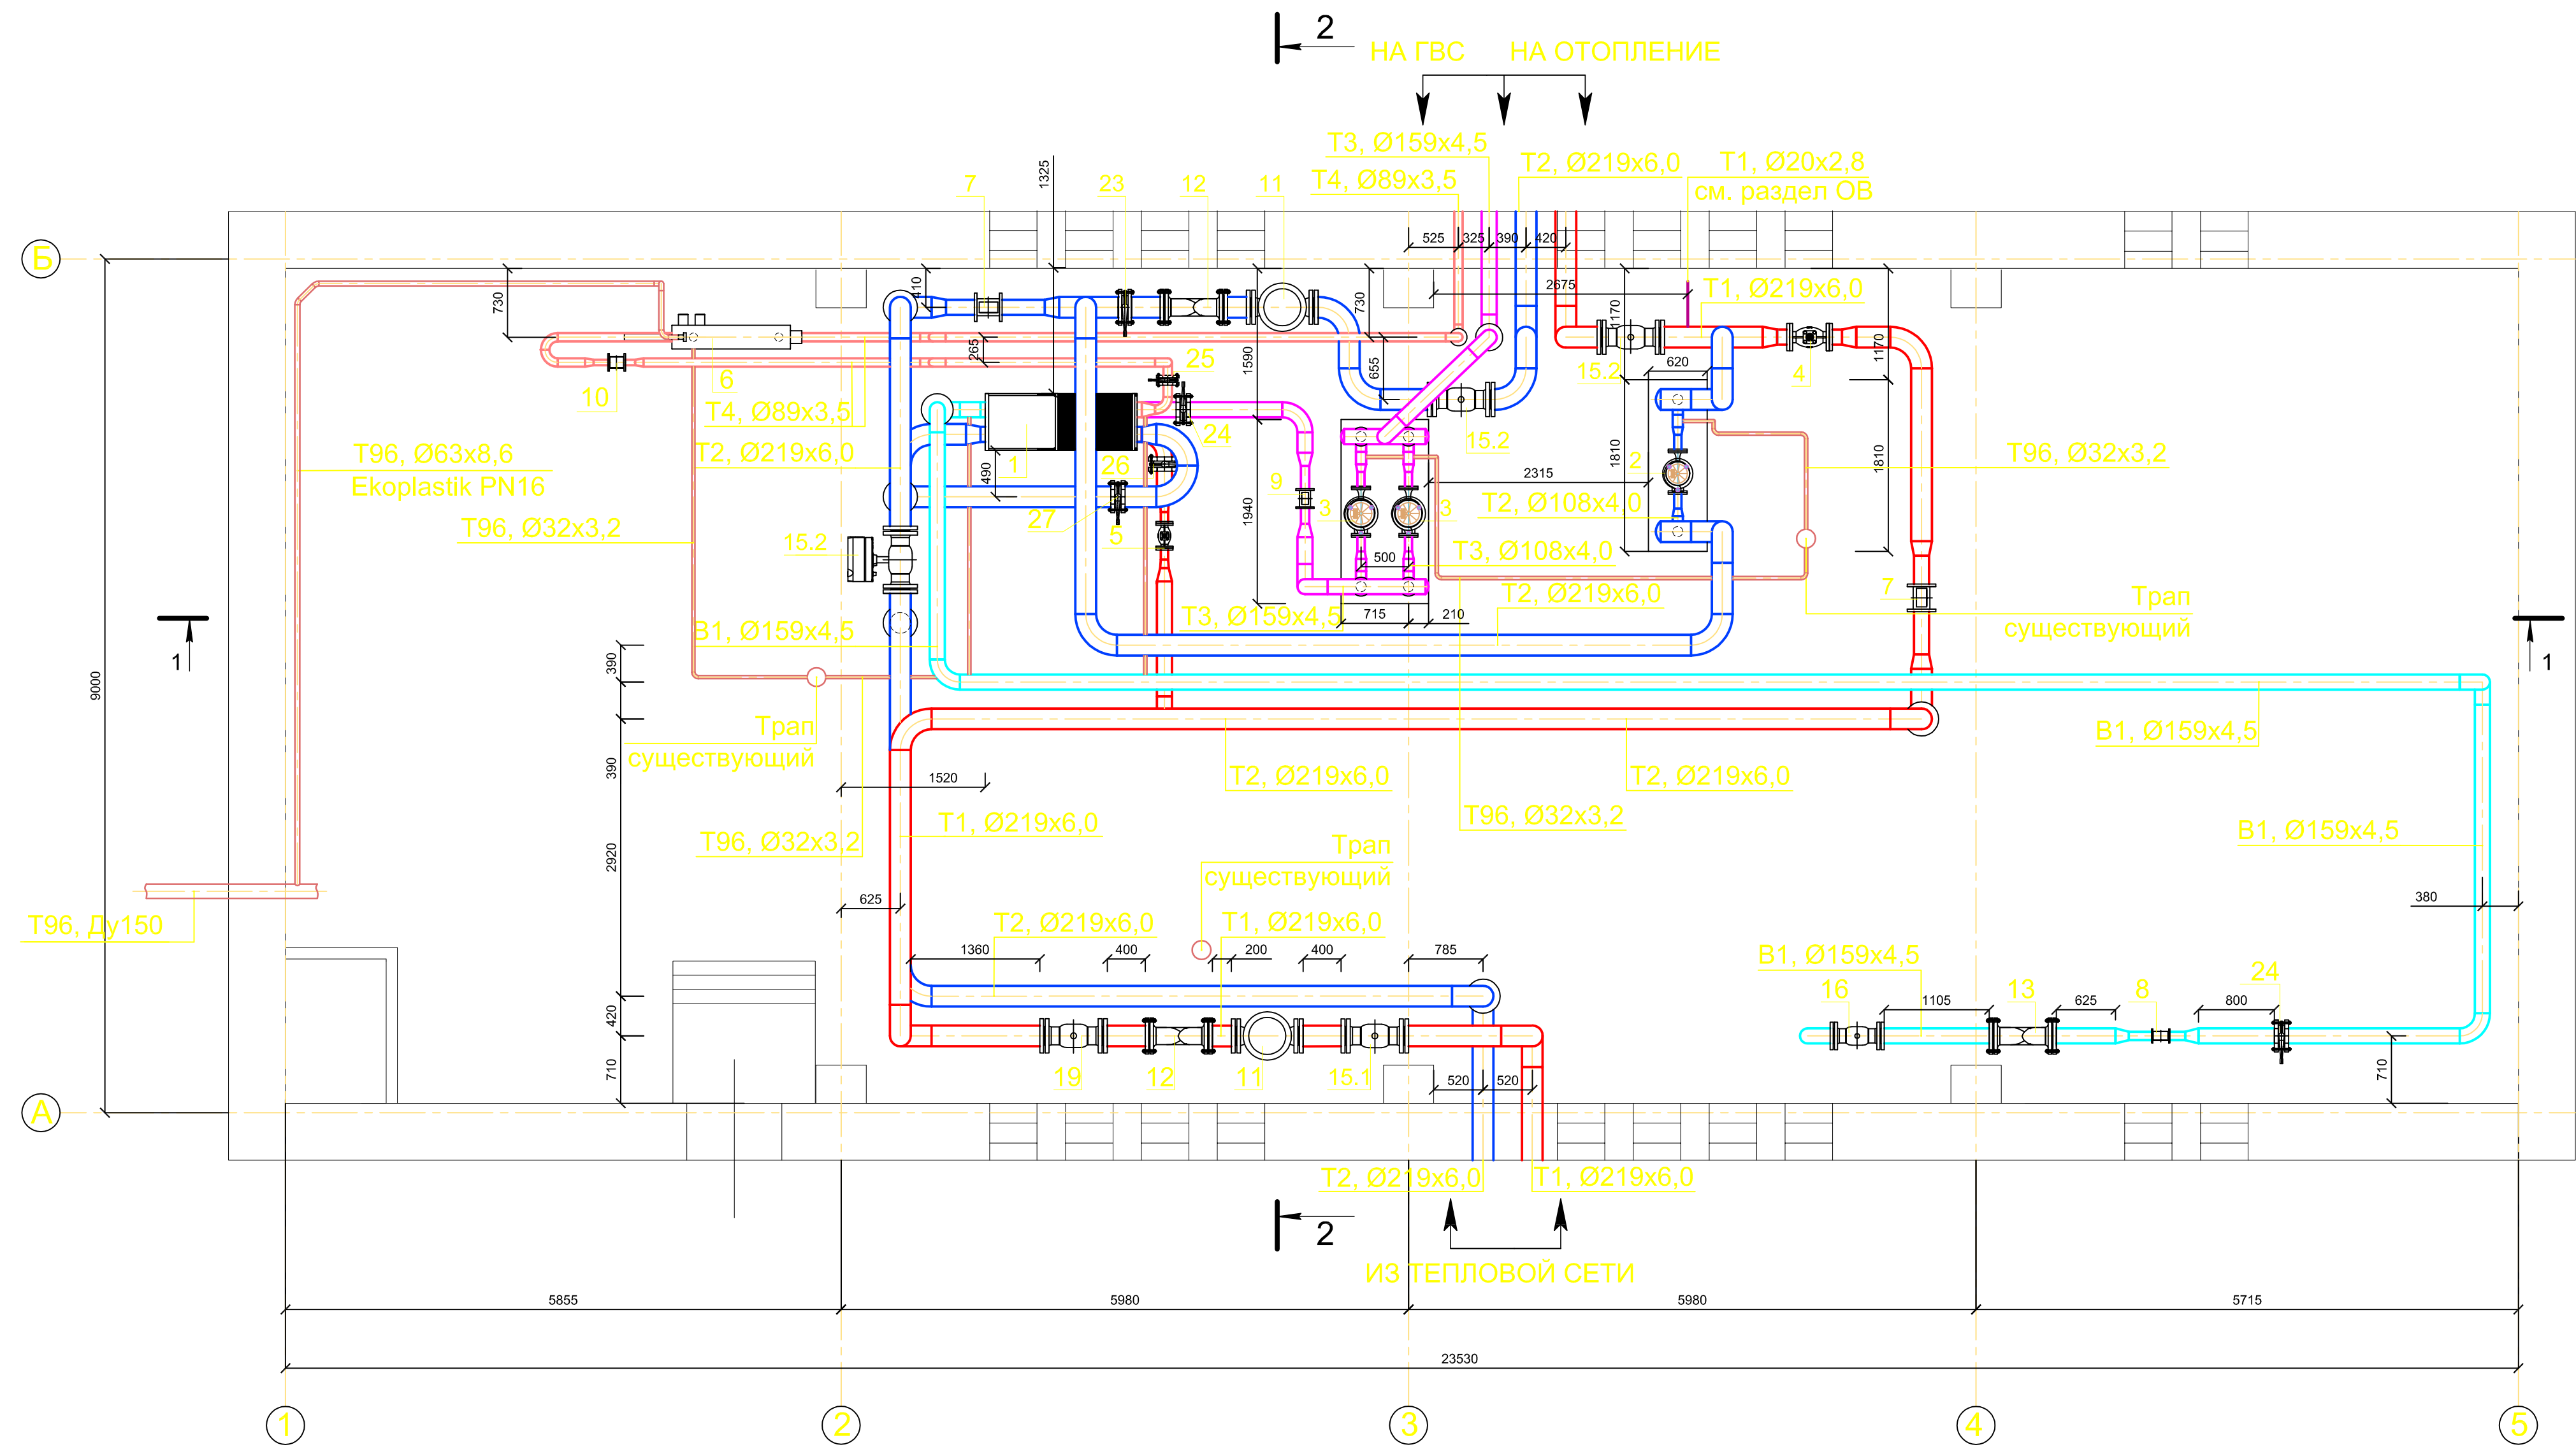 2
НА ГВС НА ОТОПЛЕНИЕ
Т3, Ø159х4,5
Т2, Ø219х6,0
Т1, Ø20х2,8
см. раздел ОВ
Т4, Ø89х3,5
1325
7
23
12
11
525
325
390
420
Б
730
410
1590
730
2675
1170
Т1, Ø219х6,0
1170
265
655
620
25
15.2
4
10
6
Т4, Ø89х3,5
24
15.2
Т96, Ø63х8,6
Ekoplastik PN16
Т2, Ø219х6,0
1
490
26
9
1940
2315
1810
2
1810
Т96, Ø32х3,2
Т96, Ø32х3,2
27
5
3
3
Т2, Ø108х4,0
15.2
500
Т3, Ø108х4,0
7
Т2, Ø219х6,0
Трап
существующий
В1, Ø159х4,5
Т3, Ø159х4,5
715
210
1
1
9000
390
390
Трап
существующий
1520
Т2, Ø219х6,0
Т2, Ø219х6,0
В1, Ø159х4,5
Т96, Ø32х3,2
Т1, Ø219х6,0
Т96, Ø32х3,2
В1, Ø159х4,5
2920
Трап
существующий
625
380
Т96, Ду150
Т2, Ø219х6,0
Т1, Ø219х6,0
1360
400
200
400
785
В1, Ø159х4,5
16
1105
13
625
8
800
24
420
710
19
12
11
15.1
520
520
710
А
Т2, Ø219х6,0
Т1, Ø219х6,0
2
ИЗ ТЕПЛОВОЙ СЕТИ
5855
5980
5980
5715
23530
1
2
3
4
5